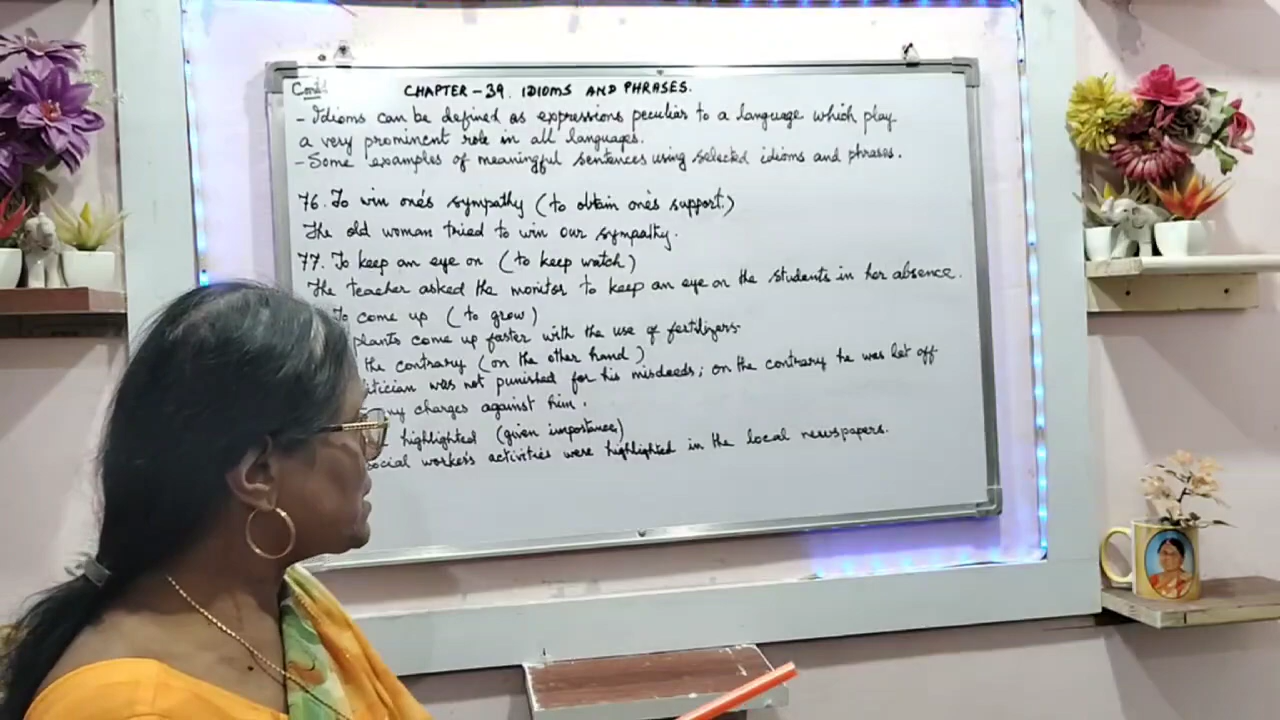 Contd
CHAPTER - 39. IDIOMS AND PHRASES.
- Idioms can be defined as expressions peculiar to a language which play
a very prominent role in all languages.
- Some examples of meaningful sentences using selected idioms and phrases.
76. To win one's sympathy (to obtain one's support.)
The old woman tried to win our sympathy.
77. To keep an eye on (to keep watch)
The teacher asked the monitor to keep an eye on the students in her absence.
To come up (to grow)
plants come up faster with the use of fertilizers.
the contrary (on the other hand)
was not punished for his misdeeds; on the contrary he was let off
charges against him.
highlighted (given importance)
social worker's activities were highlighted in the local newspapers.